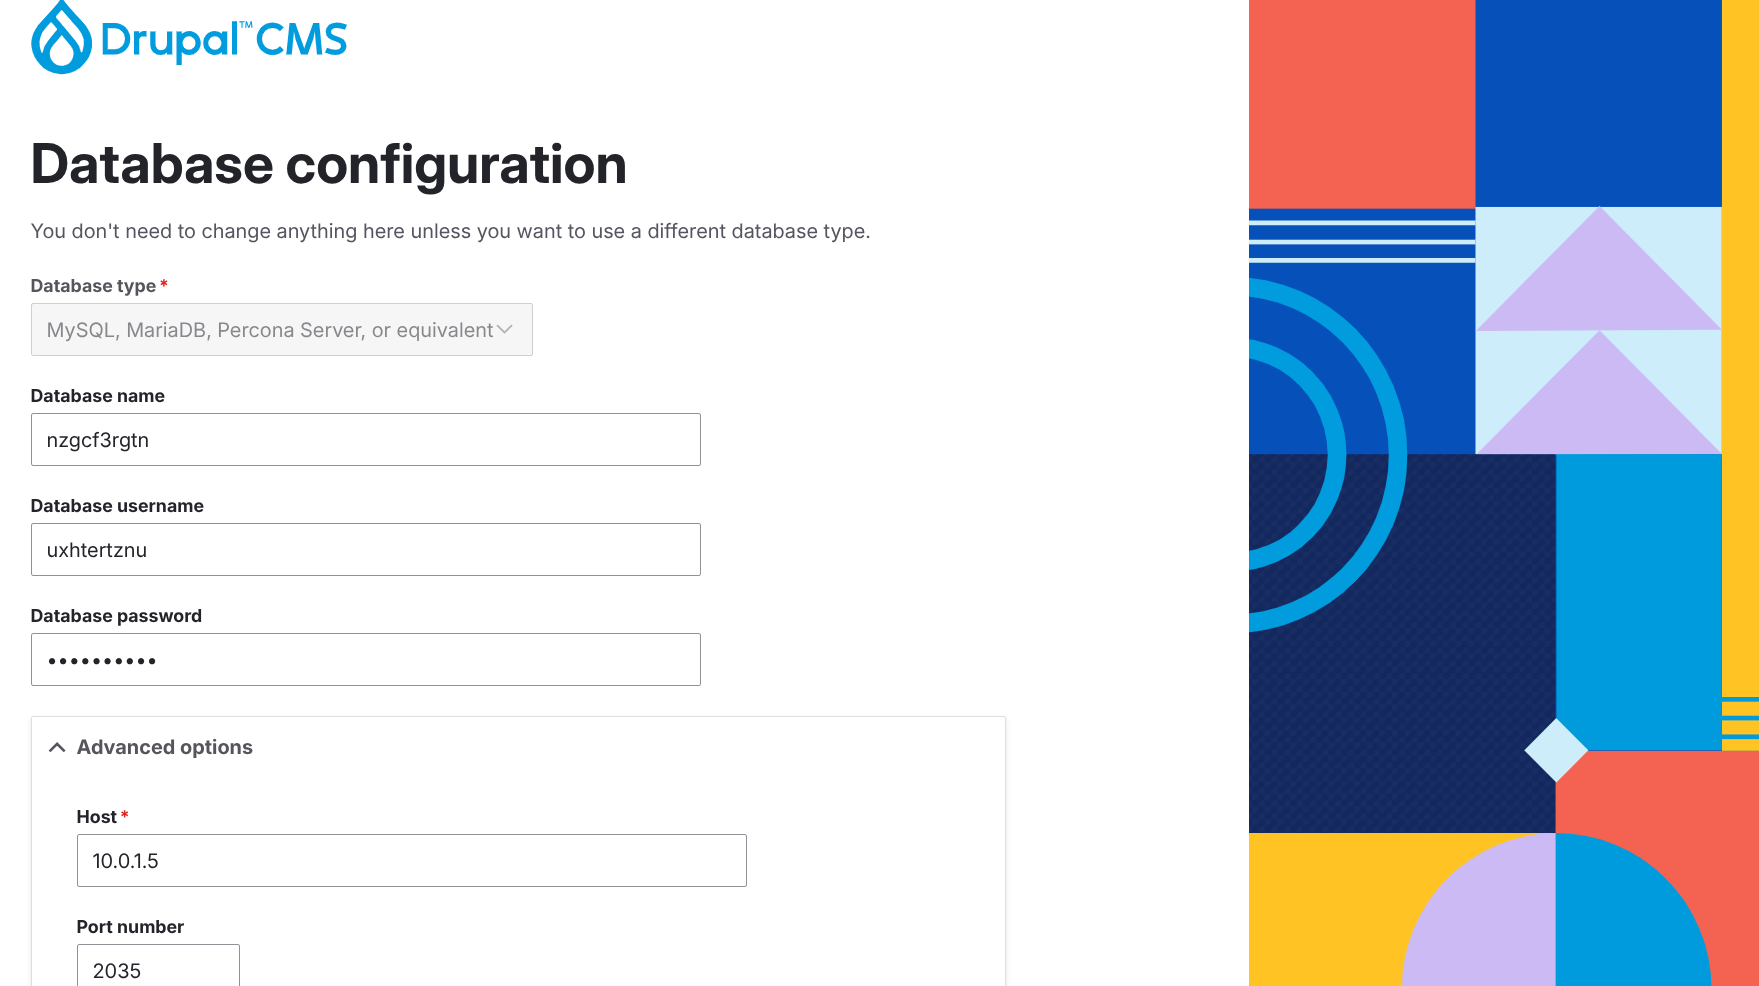 Drupal™ CMS
Database configuration
You don't need to change anything here unless you want to use a different database type.
Database type*
MySQL, MariaDB, Percona Server, or equivalent
Database name
nzgcf3rgtn
Database username
uxhtertznu
Database password
••••••••••
Advanced options
Host*
10.0.1.5
Port number
2035